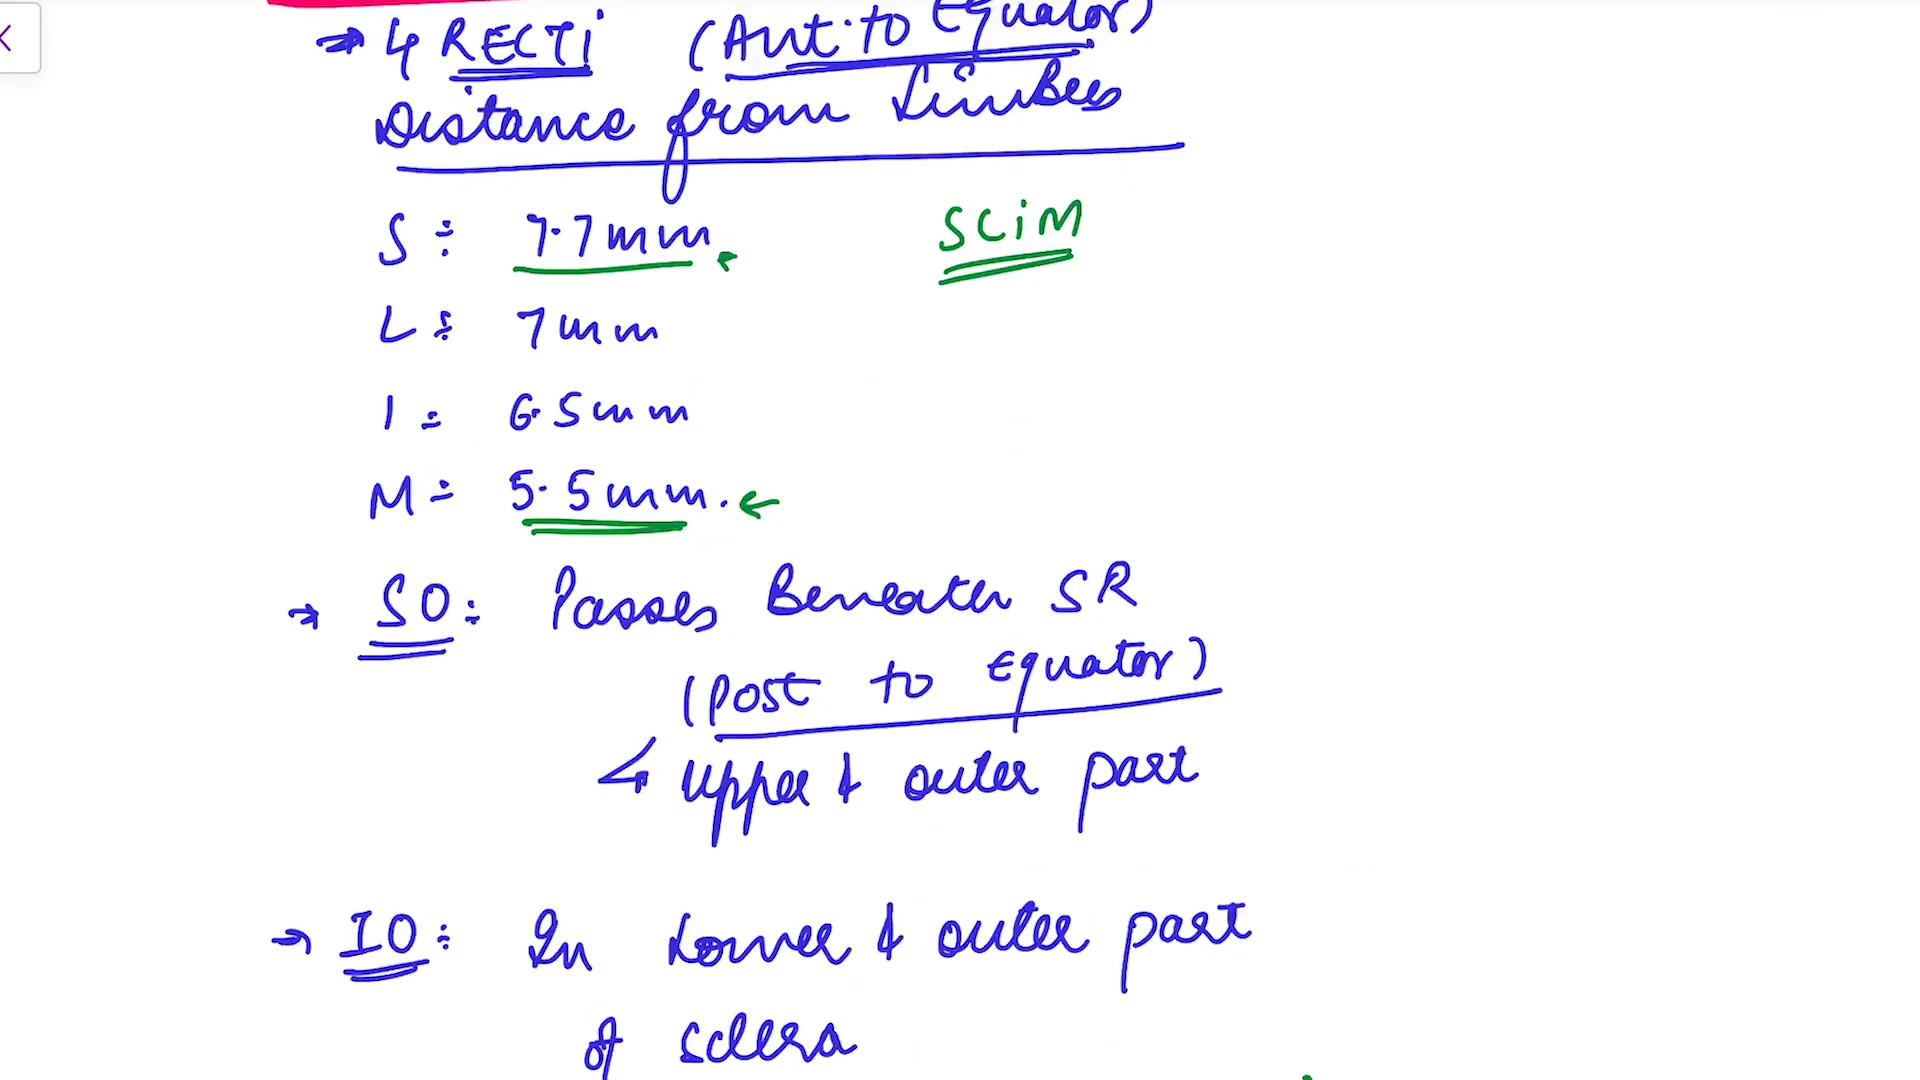 → 4 RECTI (Ant. to Equator)
Distance from Limbus
S : 7.7mm
SLiM
L : 7mm
I = 6.5mm
M = 5.5mm.
→ SO : Passes Beneath SR
(Post to Equator)
Upper & outer part
→ IO : In Lower & outer part
of sclera